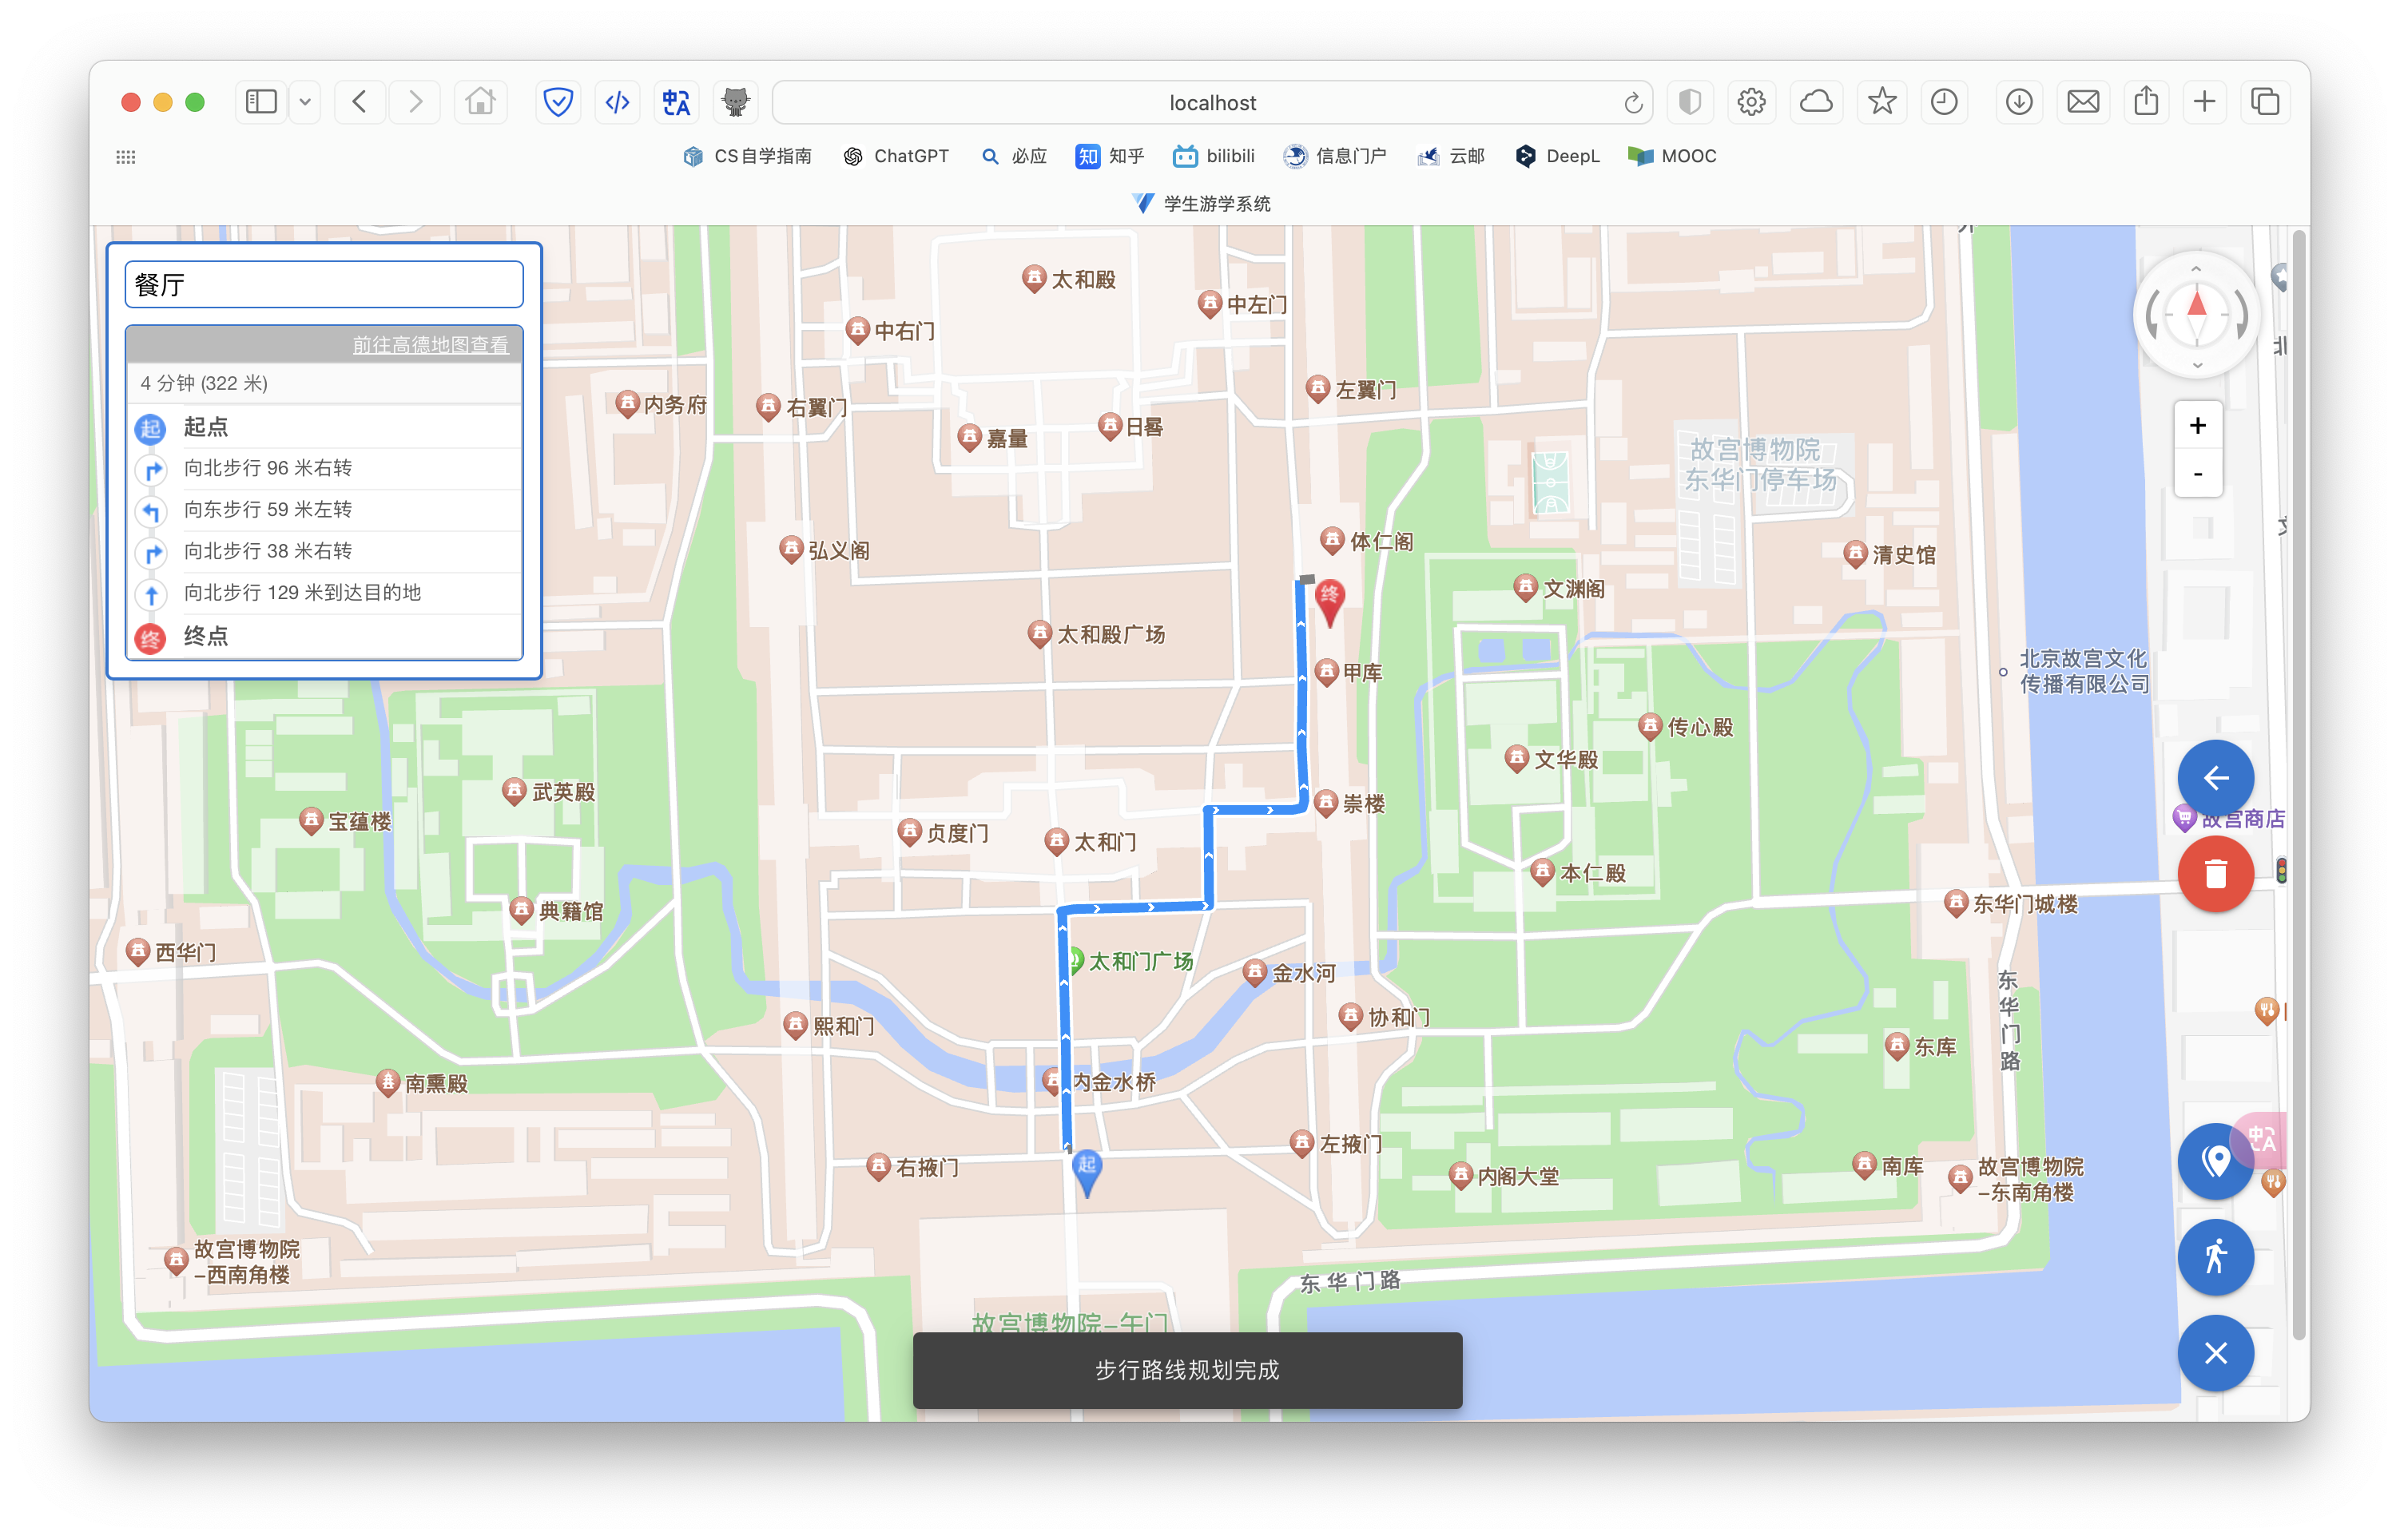 localhost
CS自学指南
ChatGPT
必应
知乎
bilibili
信息门户
云邮
DeepL
MOOC
学生游学系统
餐厅
前往高德地图查看
4 分钟 (322 米)
起 起点
向北步行 96 米右转
向东步行 59 米左转
向北步行 38 米右转
向北步行 129 米到达目的地
终 终点
太和殿
中左门
中右门
左翼门
内务府
右翼门
嘉量
日晷
故宫博物院
东华门停车场
弘义阁
体仁阁
清史馆
文渊阁
终
太和殿广场
北京故宫文化
传播有限公司
甲库
传心殿
文华殿
武英殿
宝蕴楼
崇楼
故宫商店
贞度门
太和门
本仁殿
东华门城楼
典籍馆
西华门
太和门广场
金水河
东华门路
熙和门
协和门
东库
南熏殿
内金水桥
左掖门
右掖门
起
内阁大堂
南库
故宫博物院
-东南角楼
故宫博物院
-西南角楼
东华门路
故宫博物院-午门
步行路线规划完成
+
-
中A